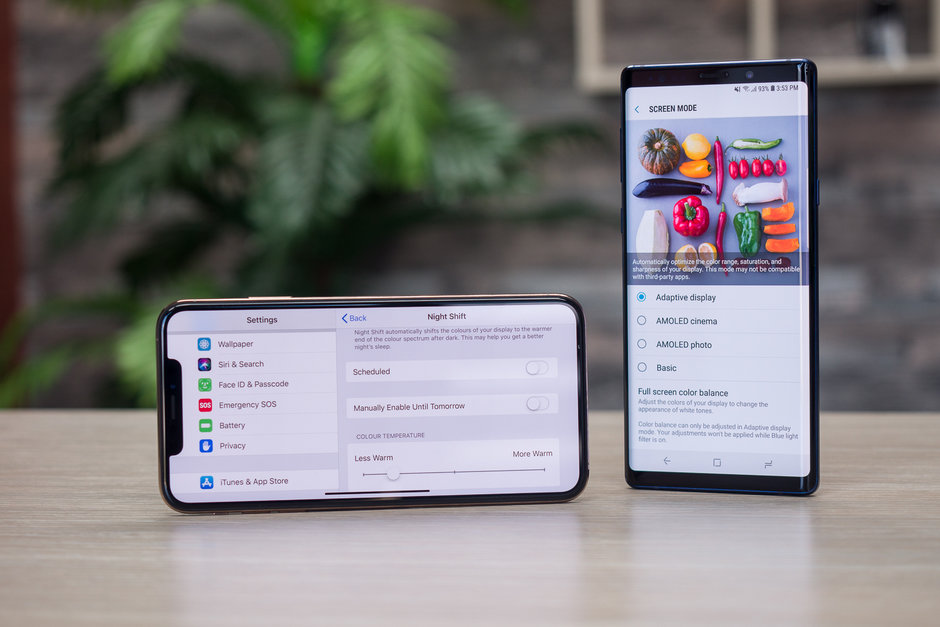 Settings
Wallpaper
Siri & Search
Face ID & Passcode
SOS
Emergency SOS
Battery
Privacy
iTunes & App Store
Back
Night Shift
Night Shift automatically shifts the colours of your display to the warmer
end of the colour spectrum after dark. This may help you get a better
night's sleep.
Scheduled
Manually Enable Until Tomorrow
COLOUR TEMPERATURE
Less Warm
More Warm
93% 3:53 PM
SCREEN MODE
Automatically optimize the color range, saturation, and
sharpness of your display. This mode may not be compatible
with third-party apps.
Adaptive display
AMOLED cinema
AMOLED photo
Basic
Full screen color balance
Adjust the colors of your display to change the
appearance of white tones.
Color balance can only be adjusted in Adaptive display
mode. Your adjustments won't be applied while Blue light
filter is on.